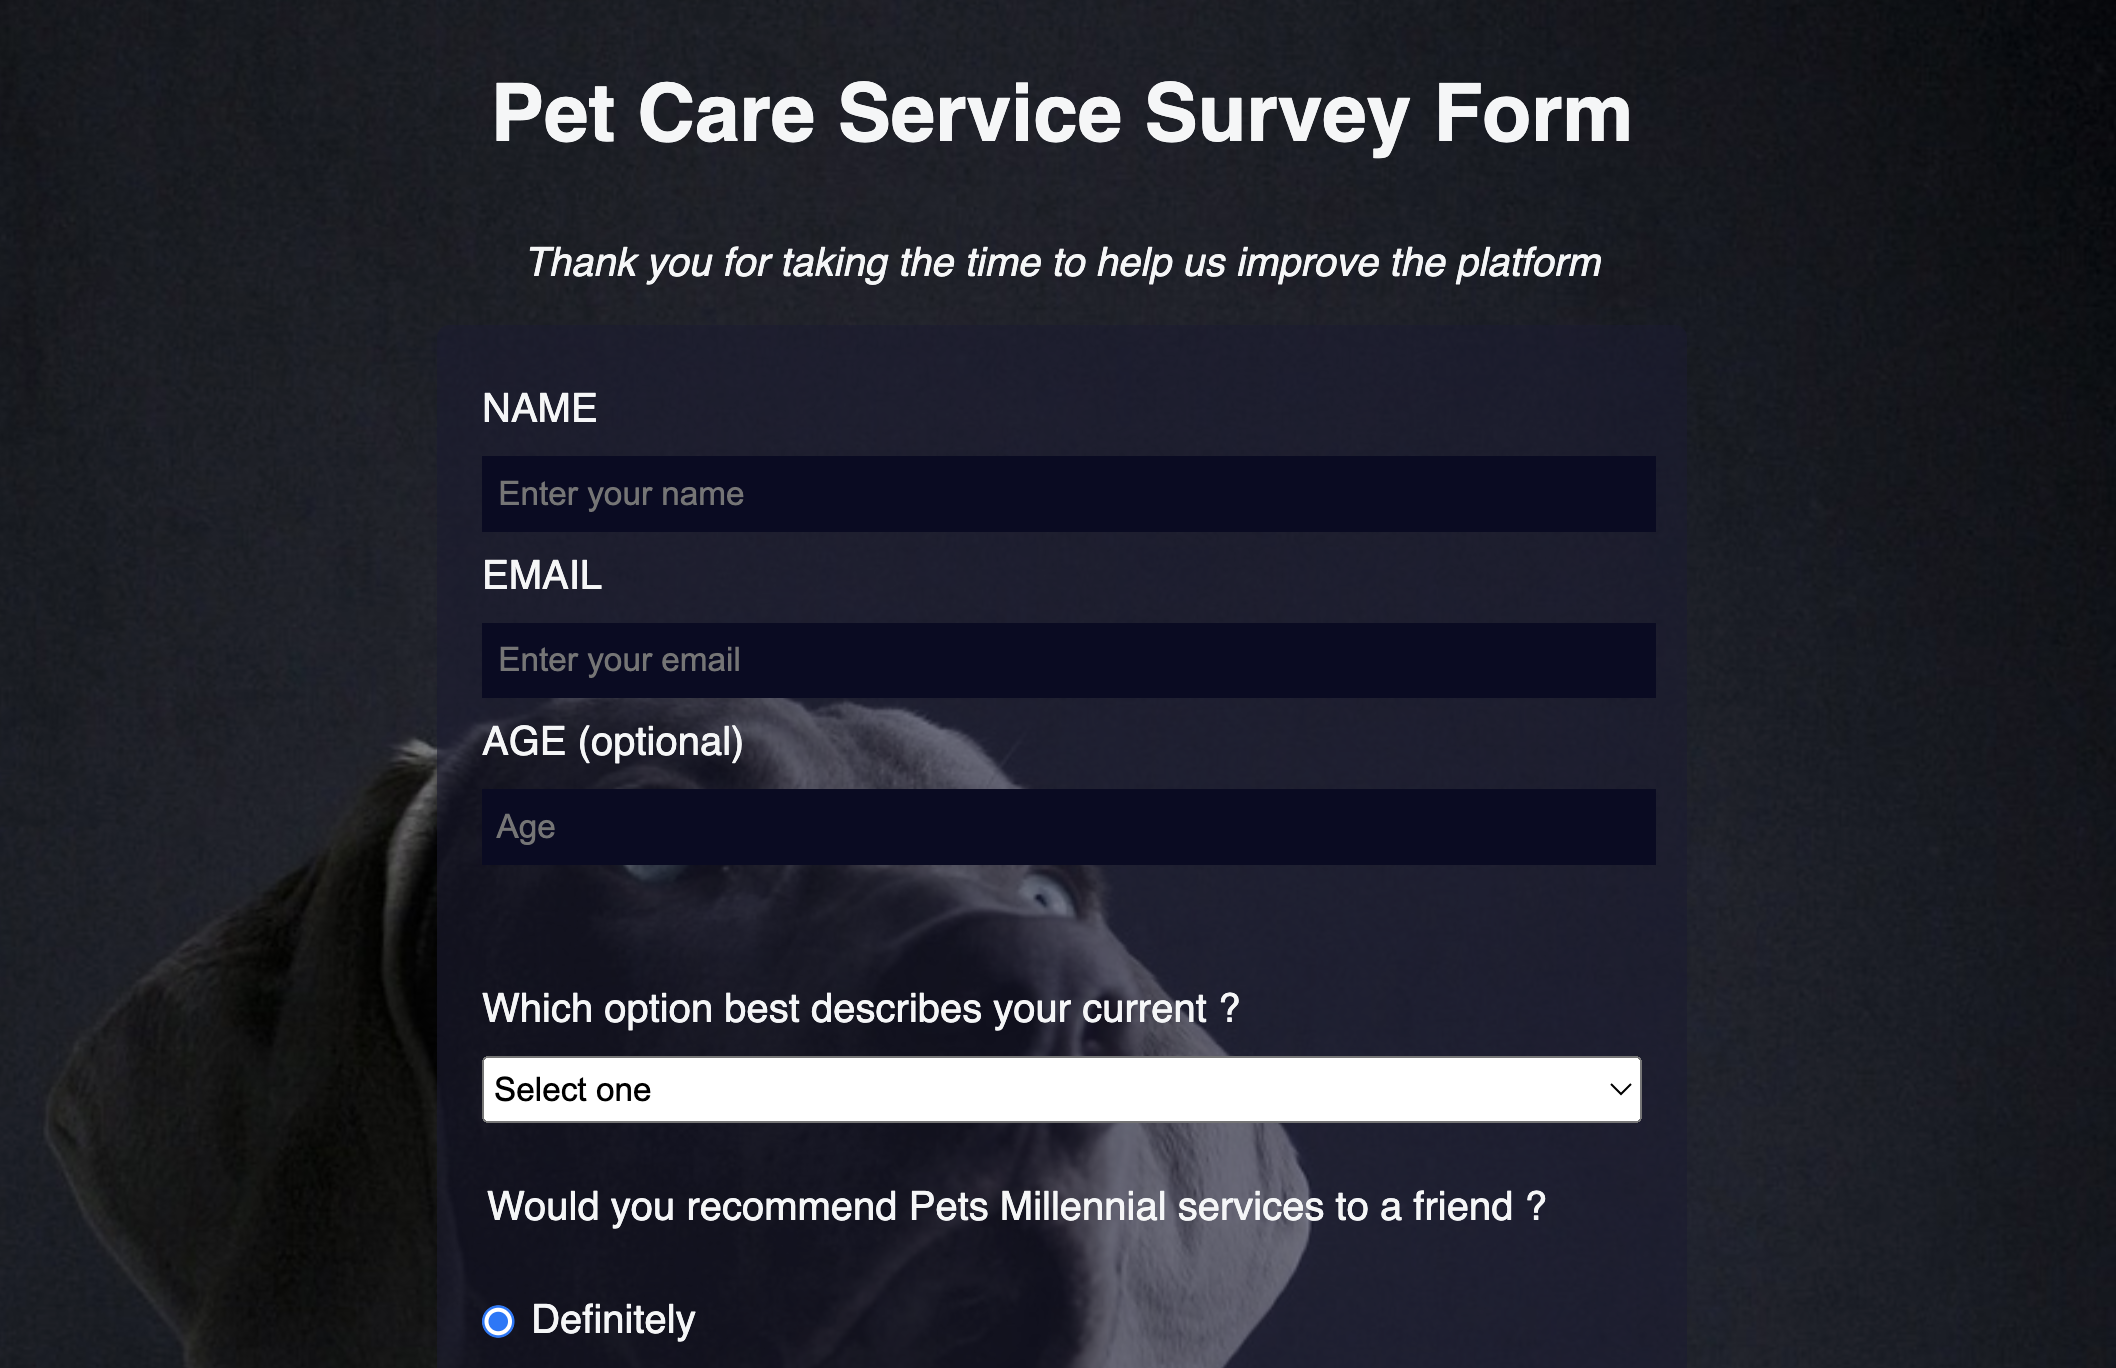 Pet Care Service Survey Form
Thank you for taking the time to help us improve the platform
NAME
Enter your name
EMAIL
Enter your email
AGE (optional)
Age
Which option best describes your current ?
Select one
Would you recommend Pets Millennial services to a friend ?
Definitely